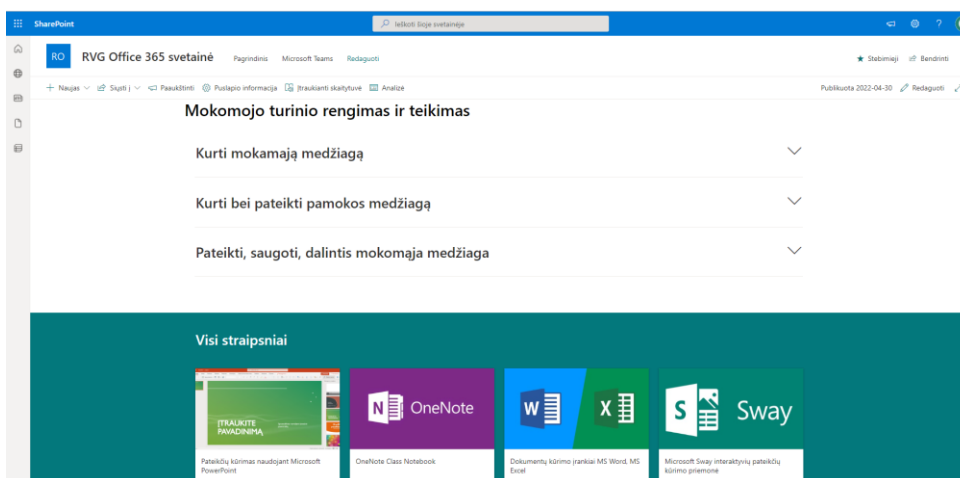 SharePoint
Ieškoti šioje svetainėje
?
RO RVG Office 365 svetainė Pagrindinis Microsoft Teams Redaguoti
Stebimieji Bendrinti
Naujas Siųsti į Paaukštinti Puslapio informacija Įtraukianti skaitytuvė Analizė
Publikuota 2022-04-30 Redaguoti
Mokomojo turinio rengimas ir teikimas
Kurti mokamąją medžiagą
Kurti bei pateikti pamokos medžiagą
Pateikti, saugoti, dalintis mokomąja medžiaga
Visi straipsniai
ĮTRAUKITE
PAVADINIMĄ
N OneNote
W X
S Sway
Pateikčių kūrimas naudojant Microsoft
PowerPoint
OneNote Class Notebook
Dokumentų kūrimo įrankiai MS Word, MS
Excel
Microsoft Sway interaktyvių pateikčių
kūrimo priemonė